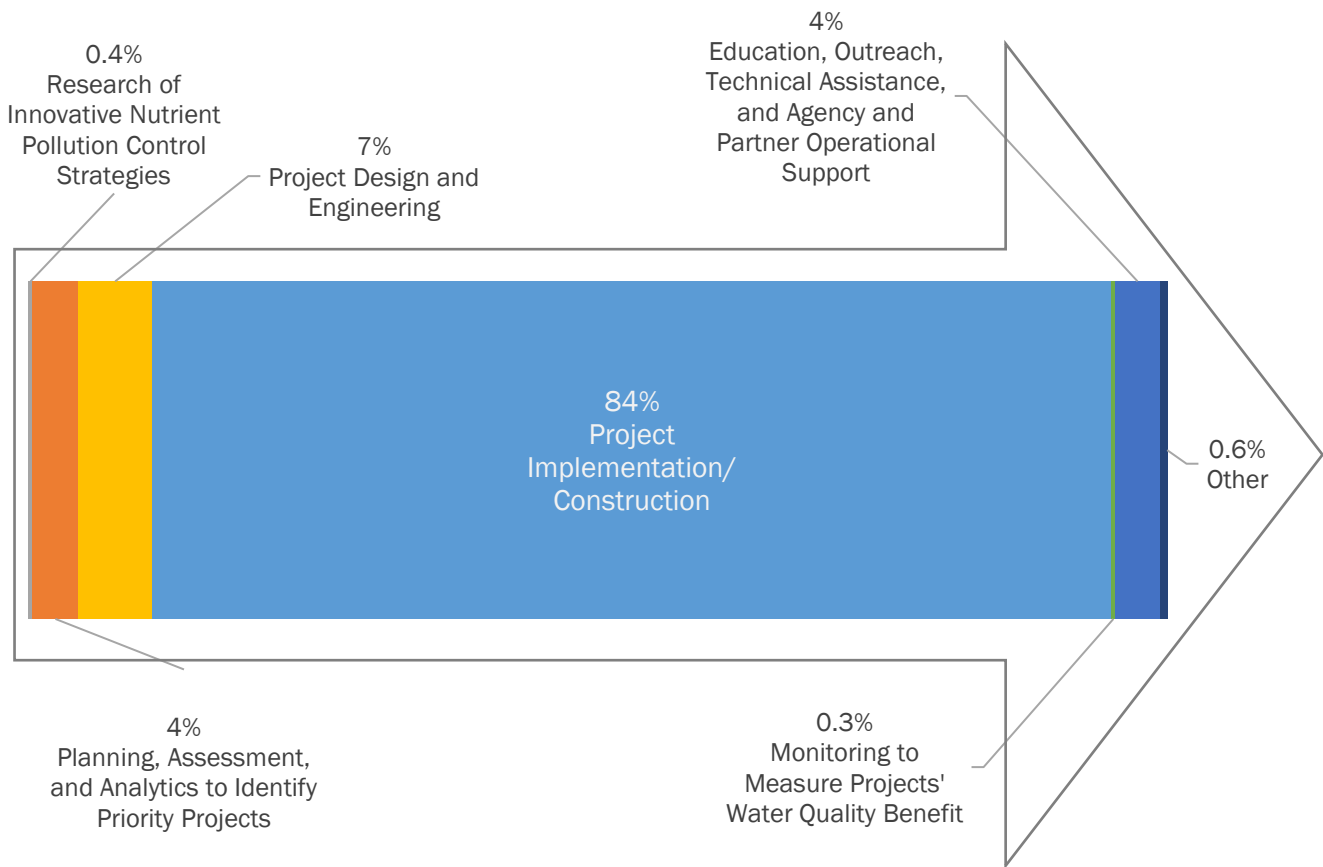 0.4%
Research of
Innovative Nutrient
Pollution Control
Strategies
7%
Project Design and
Engineering
4%
Education, Outreach,
Technical Assistance,
and Agency and
Partner Operational
Support
84%
Project
Implementation/
Construction
0.6%
Other
4%
Planning, Assessment,
and Analytics to Identify
Priority Projects
0.3%
Monitoring to
Measure Projects'
Water Quality Benefit